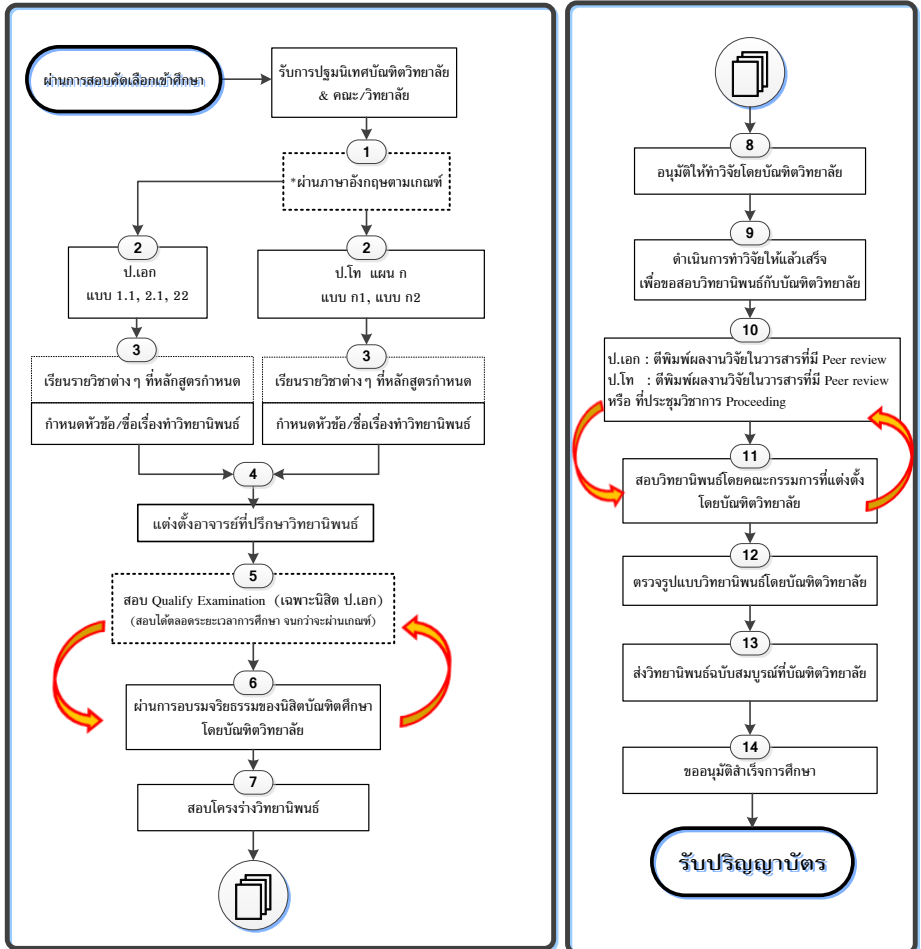 ผ่านการสอบคัดเลือกเข้าศึกษา
รับการปฐมนิเทศบัณฑิตวิทยาลัย
& คณะ/วิทยาลัย
1
*ผ่านภาษาอังกฤษตามเกณฑ์
2
ป.เอก
แบบ 1.1, 2.1, 22
2
ป.โท แผน ก
แบบ ก1, แบบ ก2
3
เรียนรายวิชาต่าง ๆ ที่หลักสูตรกำหนด
กำหนดหัวข้อ/ชื่อเรื่องทำวิทยานิพนธ์
3
เรียนรายวิชาต่าง ๆ ที่หลักสูตรกำหนด
กำหนดหัวข้อ/ชื่อเรื่องทำวิทยานิพนธ์
4
แต่งตั้งอาจารย์ที่ปรึกษาวิทยานิพนธ์
5
สอบ Qualify Examination (เฉพาะนิสิต ป.เอก)
(สอบได้ตลอดระยะเวลาการศึกษา จนกว่าจะผ่านเกณฑ์)
6
ผ่านการอบรมจริยธรรมของนิสิตบัณฑิตศึกษา
โดยบัณฑิตวิทยาลัย
7
สอบโครงร่างวิทยานิพนธ์
8
อนุมัติให้ทำวิจัยโดยบัณฑิตวิทยาลัย
9
ดำเนินการทำวิจัยให้แล้วเสร็จ
เพื่อขอสอบวิทยานิพนธ์กับบัณฑิตวิทยาลัย
10
ป.เอก : ตีพิมพ์ผลงานวิจัยในวารสารที่มี Peer review
ป.โท : ตีพิมพ์ผลงานวิจัยในวารสารที่มี Peer review
หรือ ที่ประชุมวิชาการ Proceeding
11
สอบวิทยานิพนธ์โดยคณะกรรมการที่แต่งตั้ง
โดยบัณฑิตวิทยาลัย
12
ตรวจรูปแบบวิทยานิพนธ์โดยบัณฑิตวิทยาลัย
13
ส่งวิทยานิพนธ์ฉบับสมบูรณ์ที่บัณฑิตวิทยาลัย
14
ขออนุมัติสำเร็จการศึกษา
รับปริญญาบัตร